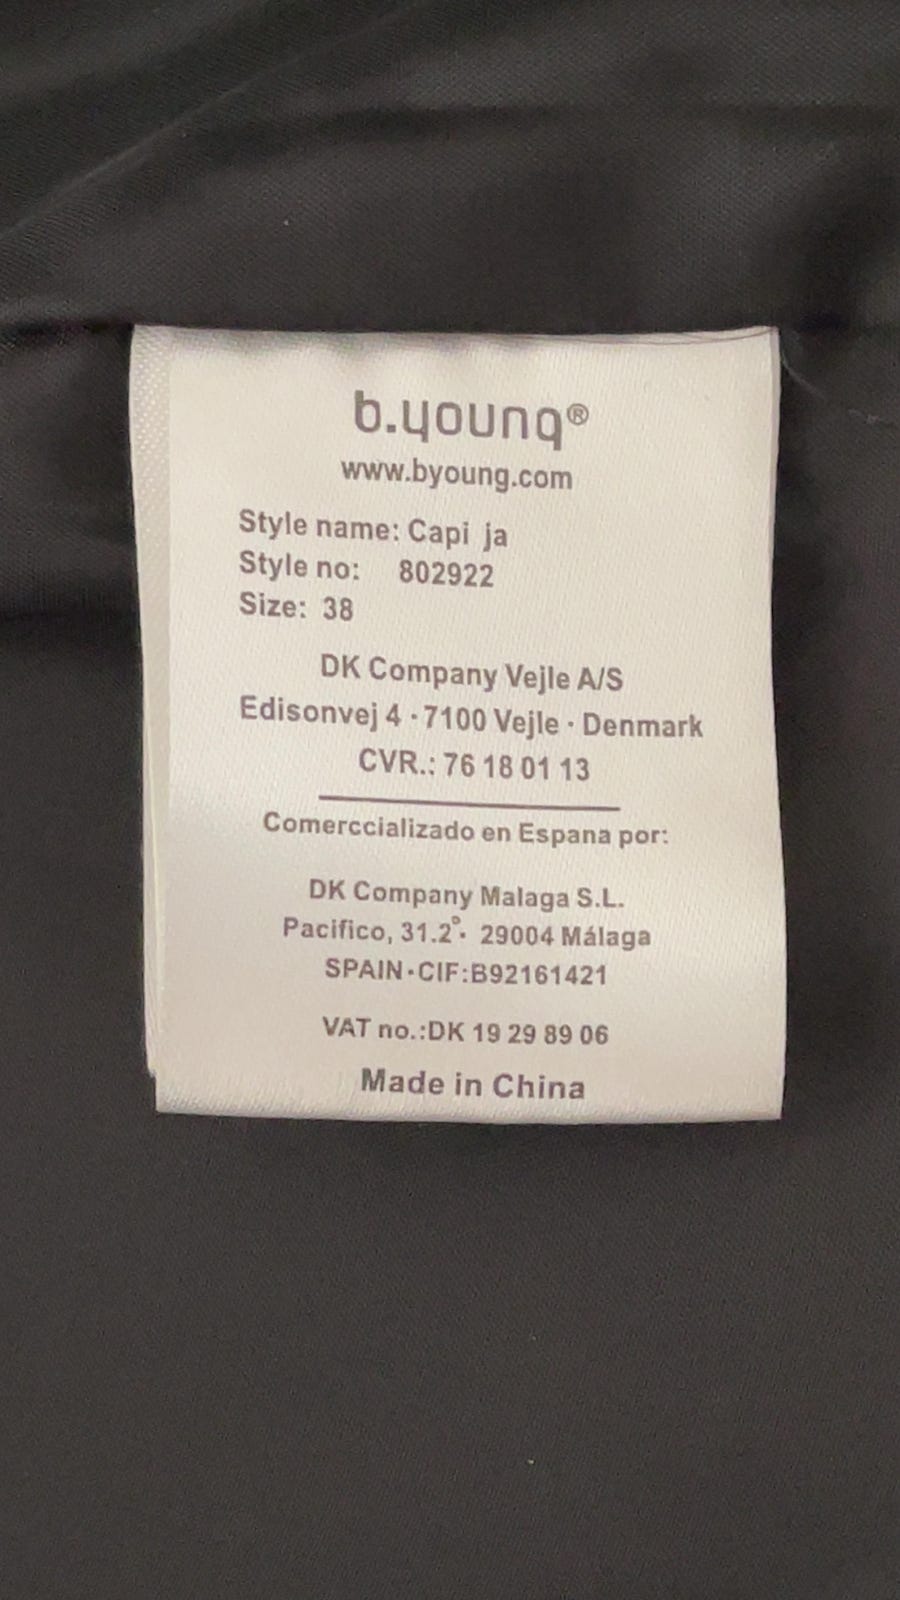 b.young®
www.byoung.com
Style name: Capi ja
Style no: 802922
Size: 38
DK Company Vejle A/S
Edisonvej 4 · 7100 Vejle · Denmark
CVR.: 76 18 01 13
Comerccializado en Espana por:
DK Company Malaga S.L.
Pacifico, 31.2°· 29004 Málaga
SPAIN·CIF:B92161421
VAT no.:DK 19 29 89 06
Made in China